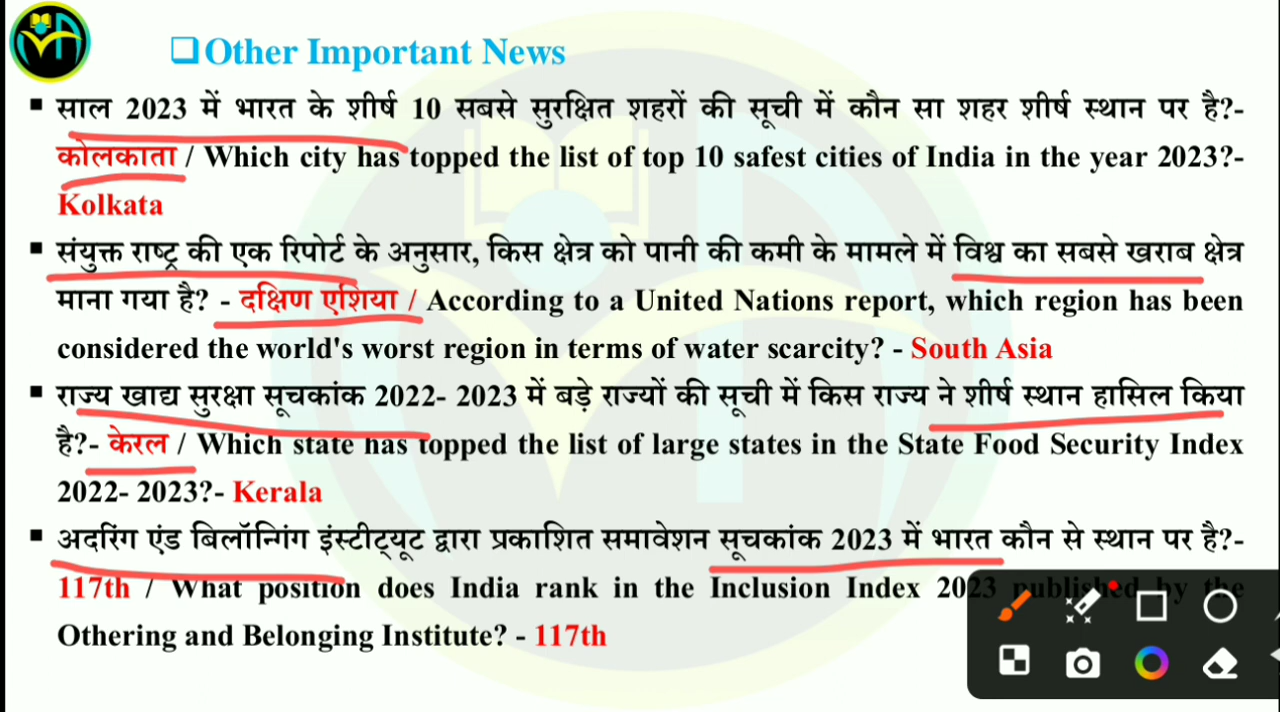 Other Important News
साल 2023 में भारत के शीर्ष 10 सबसे सुरक्षित शहरों की सूची में कौन सा शहर शीर्ष स्थान पर है?-
कोलकाता / Which city has topped the list of top 10 safest cities of India in the year 2023?-
Kolkata
संयुक्त राष्ट्र की एक रिपोर्ट के अनुसार, किस क्षेत्र को पानी की कमी के मामले में विश्व का सबसे खराब क्षेत्र
माना गया है? - दक्षिण एशिया / According to a United Nations report, which region has been
considered the world's worst region in terms of water scarcity? - South Asia
राज्य खाद्य सुरक्षा सूचकांक 2022- 2023 में बड़े राज्यों की सूची में किस राज्य ने शीर्ष स्थान हासिल किया
है?- केरल / Which state has topped the list of large states in the State Food Security Index
2022- 2023?- Kerala
अदरिंग एंड बिलॉन्गिंग इंस्टीट्यूट द्वारा प्रकाशित समावेशन सूचकांक 2023 में भारत कौन से स्थान पर है?-
117th / What position does India rank in the Inclusion Index 2023 published by the
Othering and Belonging Institute? - 117th